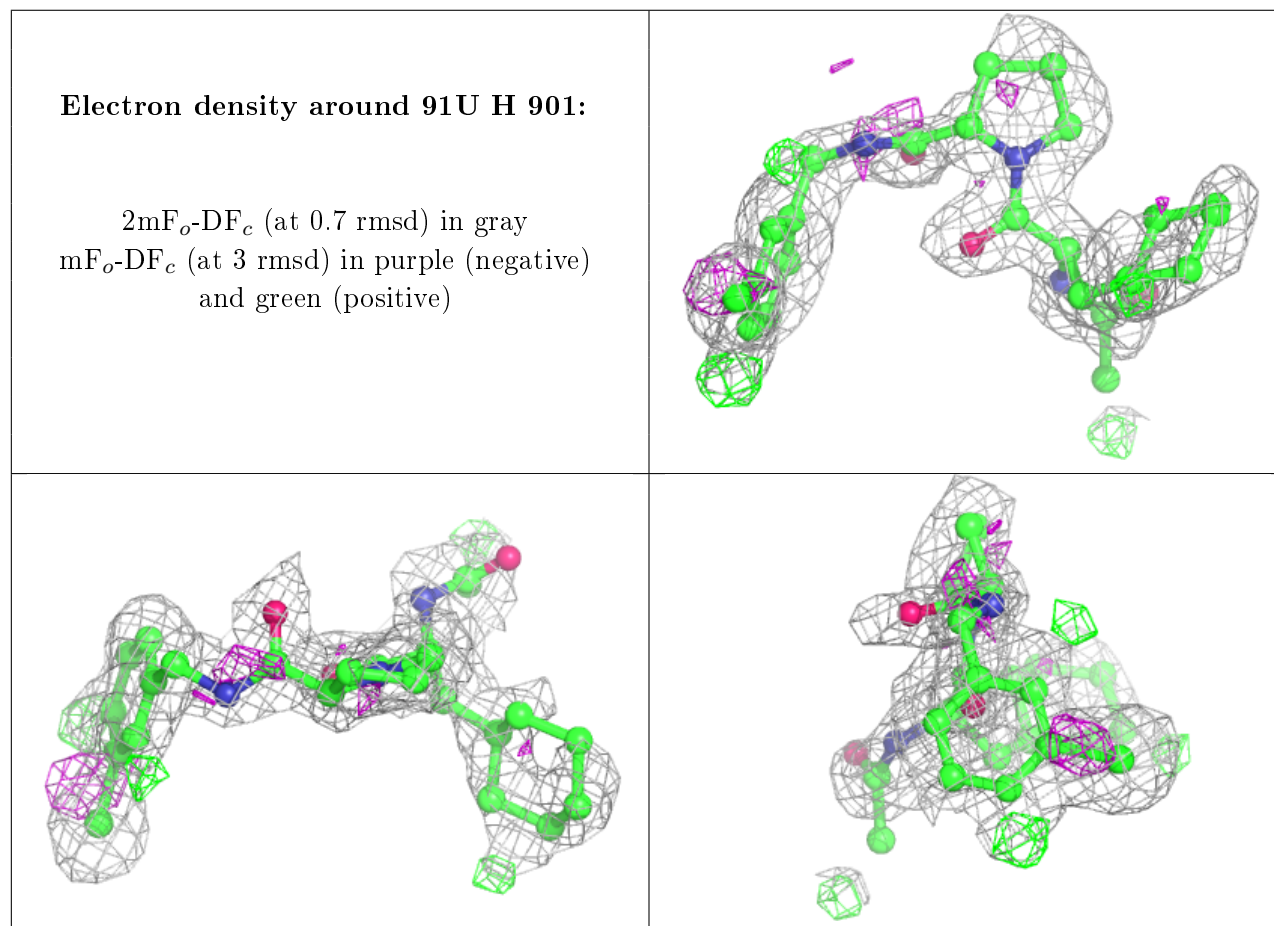 Electron density around 91U H 901:
2mFo-DFc (at 0.7 rmsd) in gray
mFo-DFc (at 3 rmsd) in purple (negative)
and green (positive)